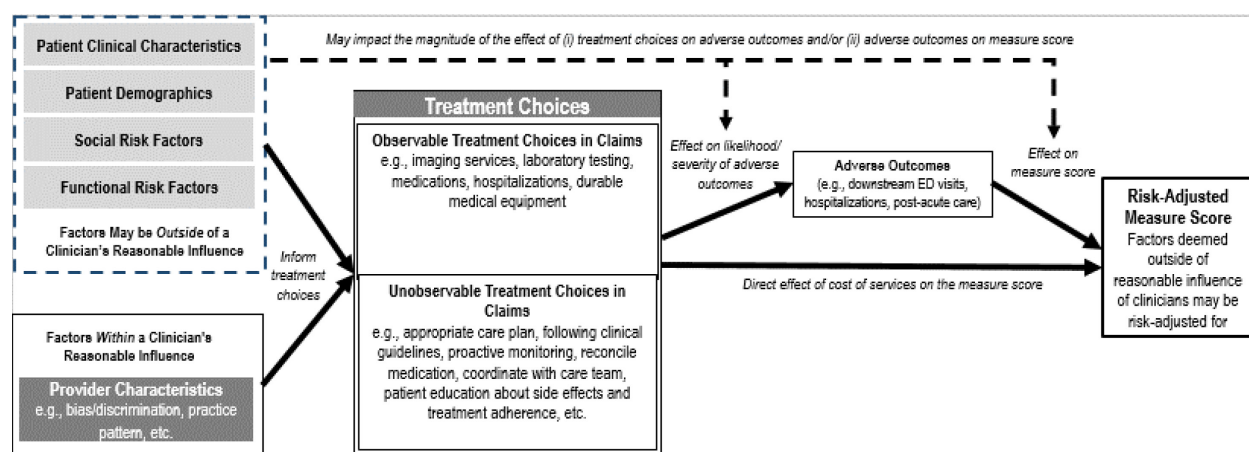 Patient Clinical Characteristics
Patient Demographics
Social Risk Factors
Functional Risk Factors
Factors May be Outside of a
Clinician's Reasonable Influence
May impact the magnitude of the effect of (i) treatment choices on adverse outcomes and/or (ii) adverse outcomes on measure score
Factors Within a Clinician's
Reasonable Influence
Provider Characteristics
e.g., bias/discrimination, practice
pattern, etc.
Inform
treatment
choices
Treatment Choices
Observable Treatment Choices in Claims
e.g., imaging services, laboratory testing,
medications, hospitalizations, durable
medical equipment
Unobservable Treatment Choices in
Claims
e.g., appropriate care plan, following clinical
guidelines, proactive monitoring, reconcile
medication, coordinate with care team,
patient education about side effects and
treatment adherence, etc.
Effect on likelihood/
severity of adverse
outcomes
Adverse Outcomes
(e.g., downstream ED visits,
hospitalizations, post-acute care)
Effect on
measure score
Direct effect of cost of services on the measure score
Risk-Adjusted
Measure Score
Factors deemed
outside of
reasonable influence
of clinicians may be
risk-adjusted for